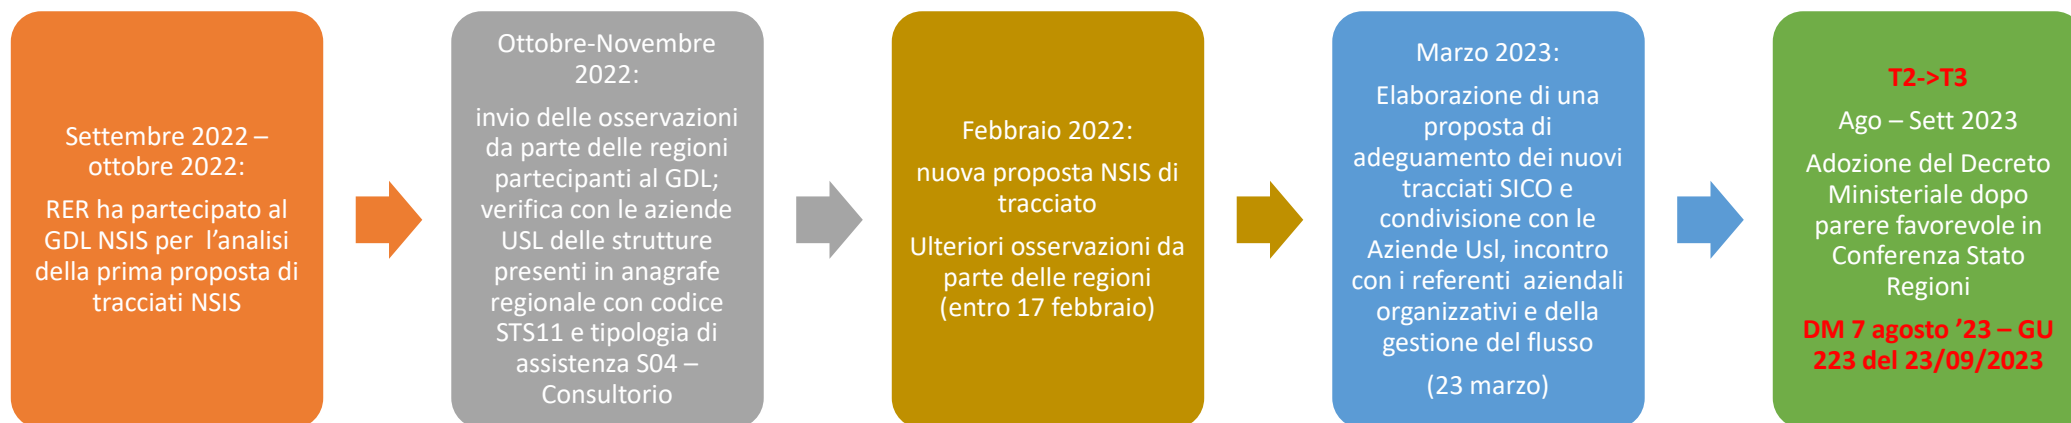 Settembre 2022 –
ottobre 2022:
RER ha partecipato al
GDL NSIS per l'analisi
della prima proposta di
tracciati NSIS
Ottobre-Novembre
2022:
invio delle osservazioni
da parte delle regioni
partecipanti al GDL;
verifica con le aziende
USL delle strutture
presenti in anagrafe
regionale con codice
STS11 e tipologia di
assistenza S04 –
Consultorio
Febbraio 2022:
nuova proposta NSIS di
tracciato
Ulteriori osservazioni da
parte delle regioni
(entro 17 febbraio)
Marzo 2023:
Elaborazione di una
proposta di
adeguamento dei nuovi
tracciati SICO e
condivisione con le
Aziende Usl, incontro
con i referenti aziendali
organizzativi e della
gestione del flusso
(23 marzo)
T2->T3
Ago – Sett 2023
Adozione del Decreto
Ministeriale dopo
parere favorevole in
Conferenza Stato
Regioni
DM 7 agosto '23 – GU
223 del 23/09/2023